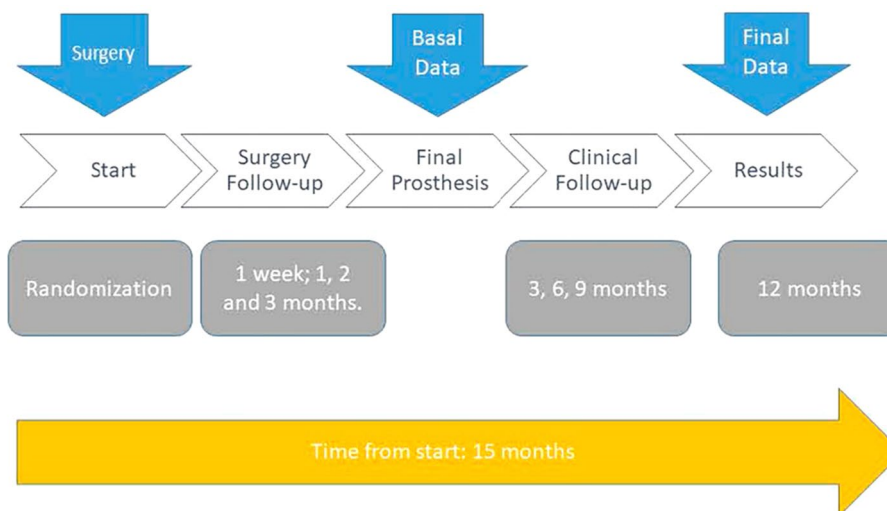 Surgery
Basal
Data
Final
Data
Start
Surgery
Follow-up
Final
Prosthesis
Clinical
Follow-up
Results
Randomization
1 week; 1, 2
and 3 months.
3, 6, 9 months
12 months
Time from start: 15 months